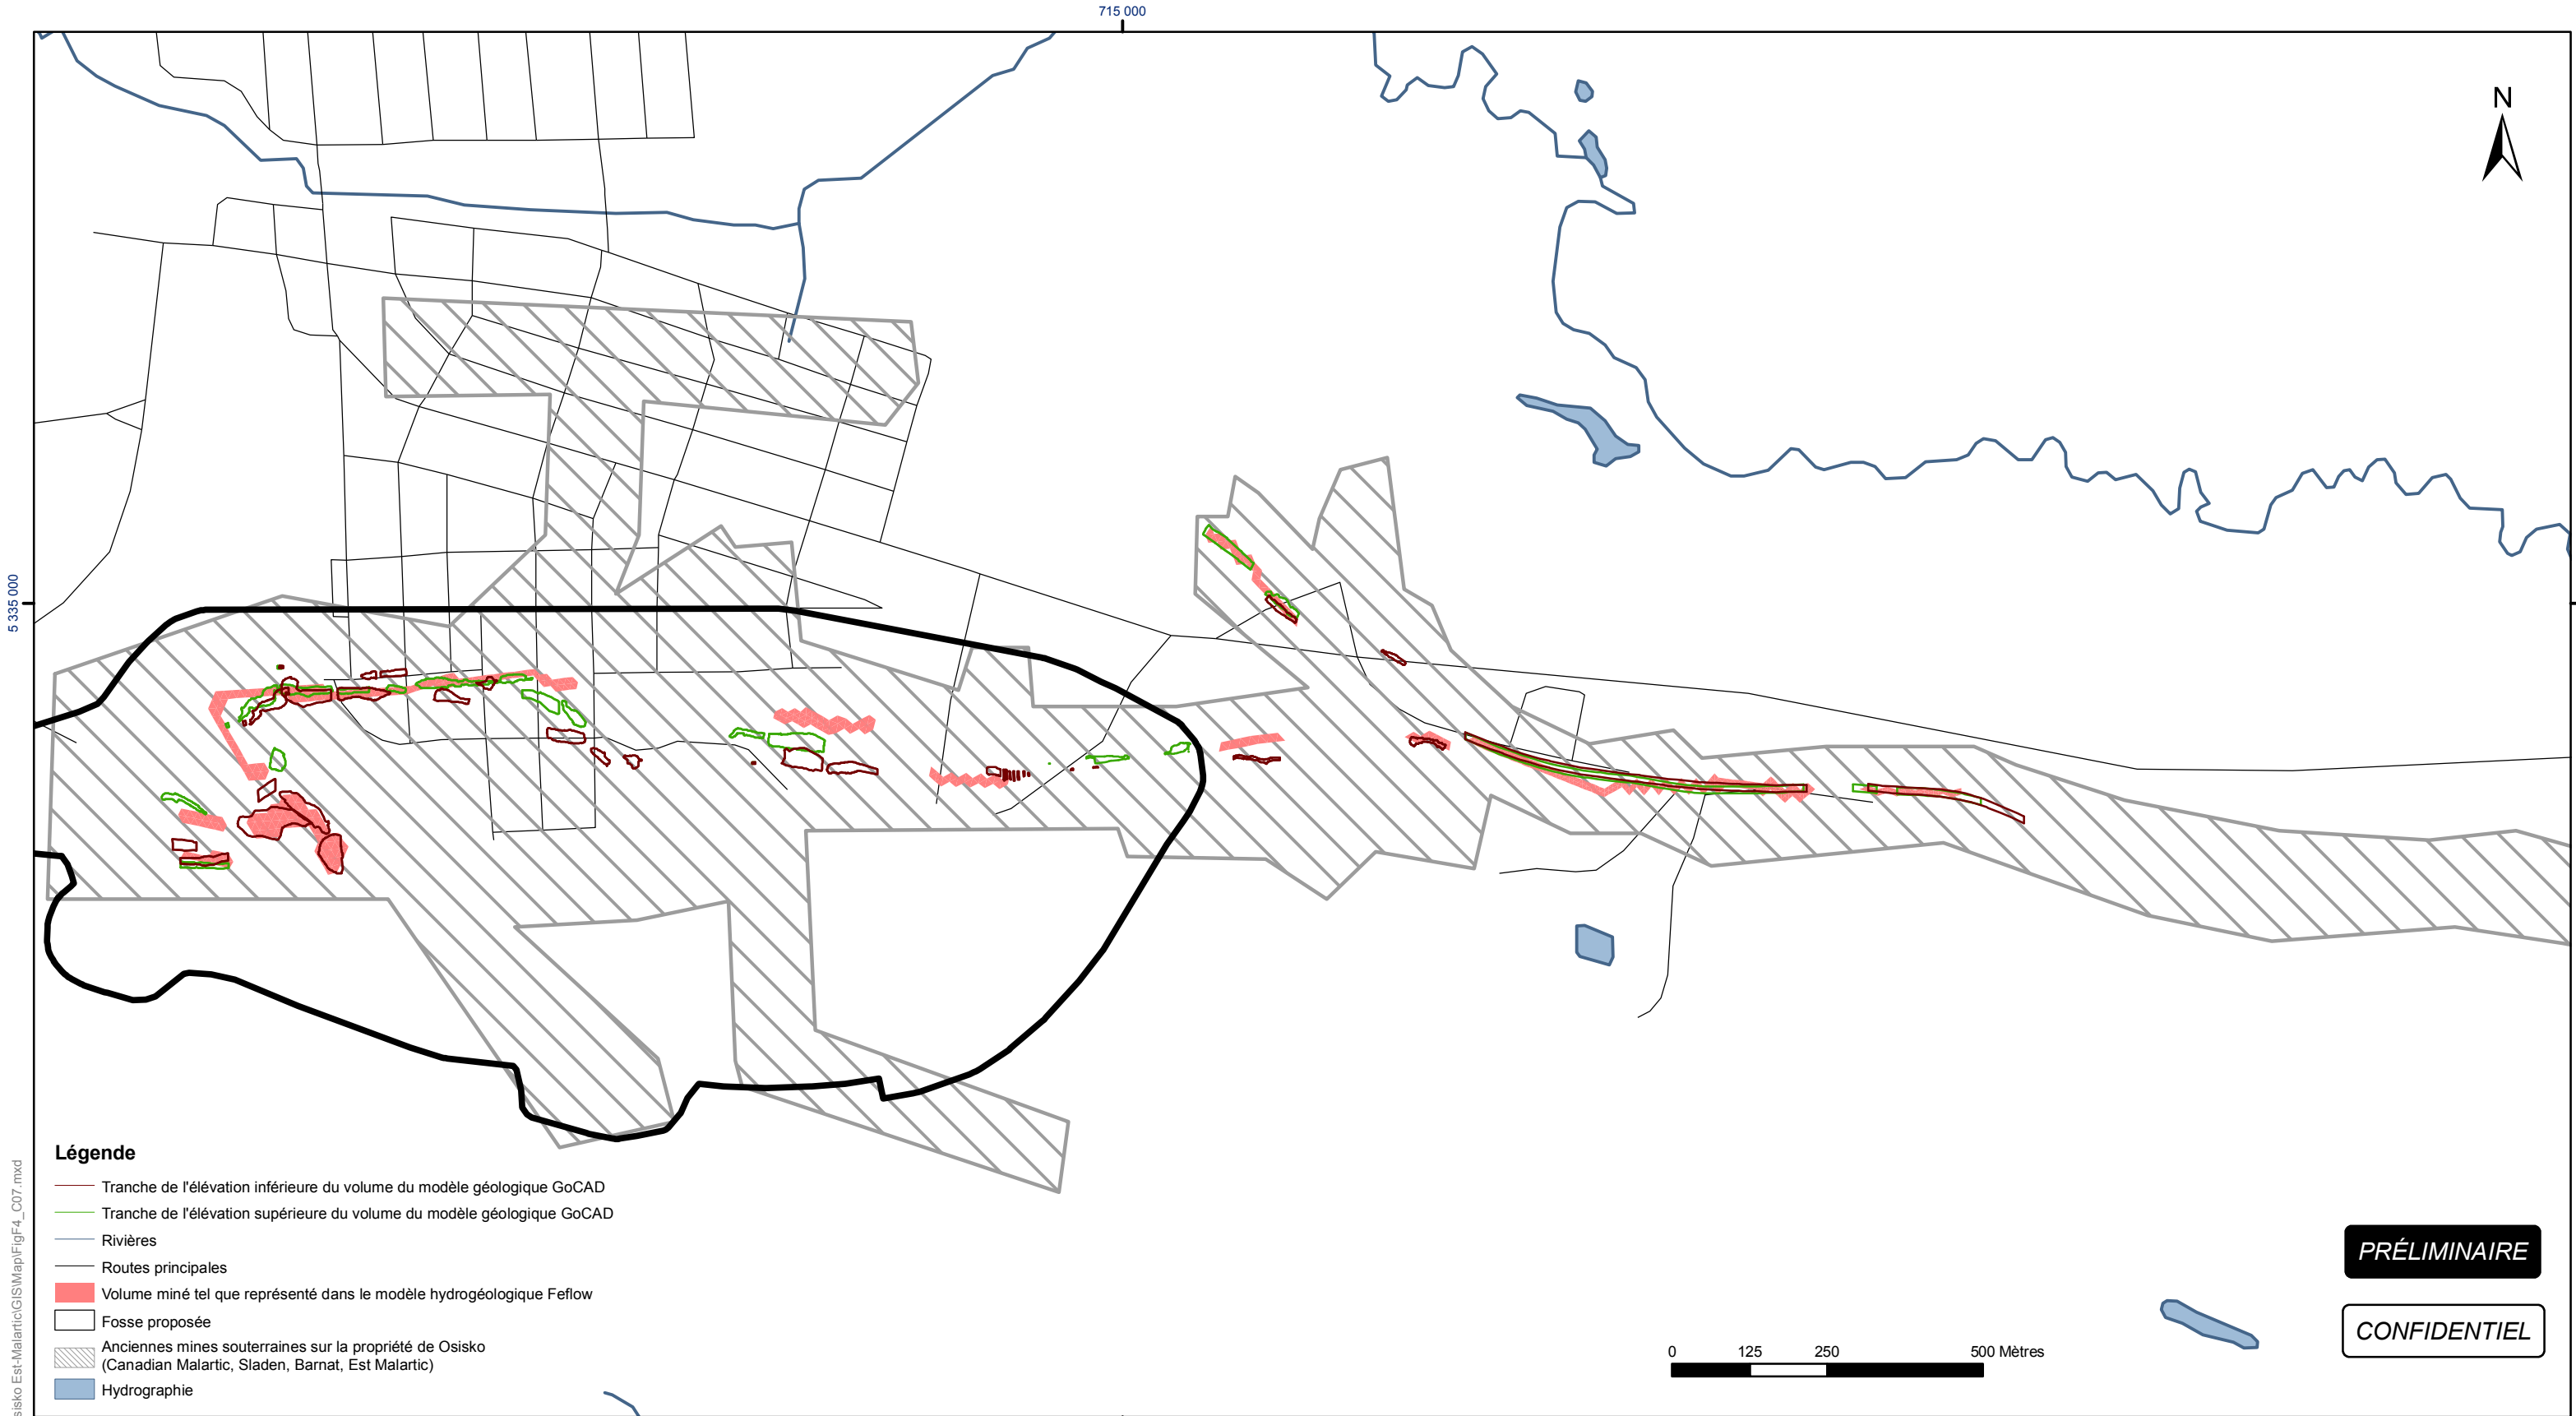 715 000
N
5 335 000
Légende
Tranche de l'élévation inférieure du volume du modèle géologique GoCAD
Tranche de l'élévation supérieure du volume du modèle géologique GoCAD
Rivières
Routes principales
Volume miné tel que représenté dans le modèle hydrogéologique Feflow
Fosse proposée
Anciennes mines souterraines sur la propriété de Osisko
(Canadian Malartic, Sladen, Barnat, Est Malartic)
Hydrographie
0 125 250 500 Mètres
PRÉLIMINAIRE
CONFIDENTIEL
sisko Est-Malartic\GIS\Map\FigF4_C07.mxd